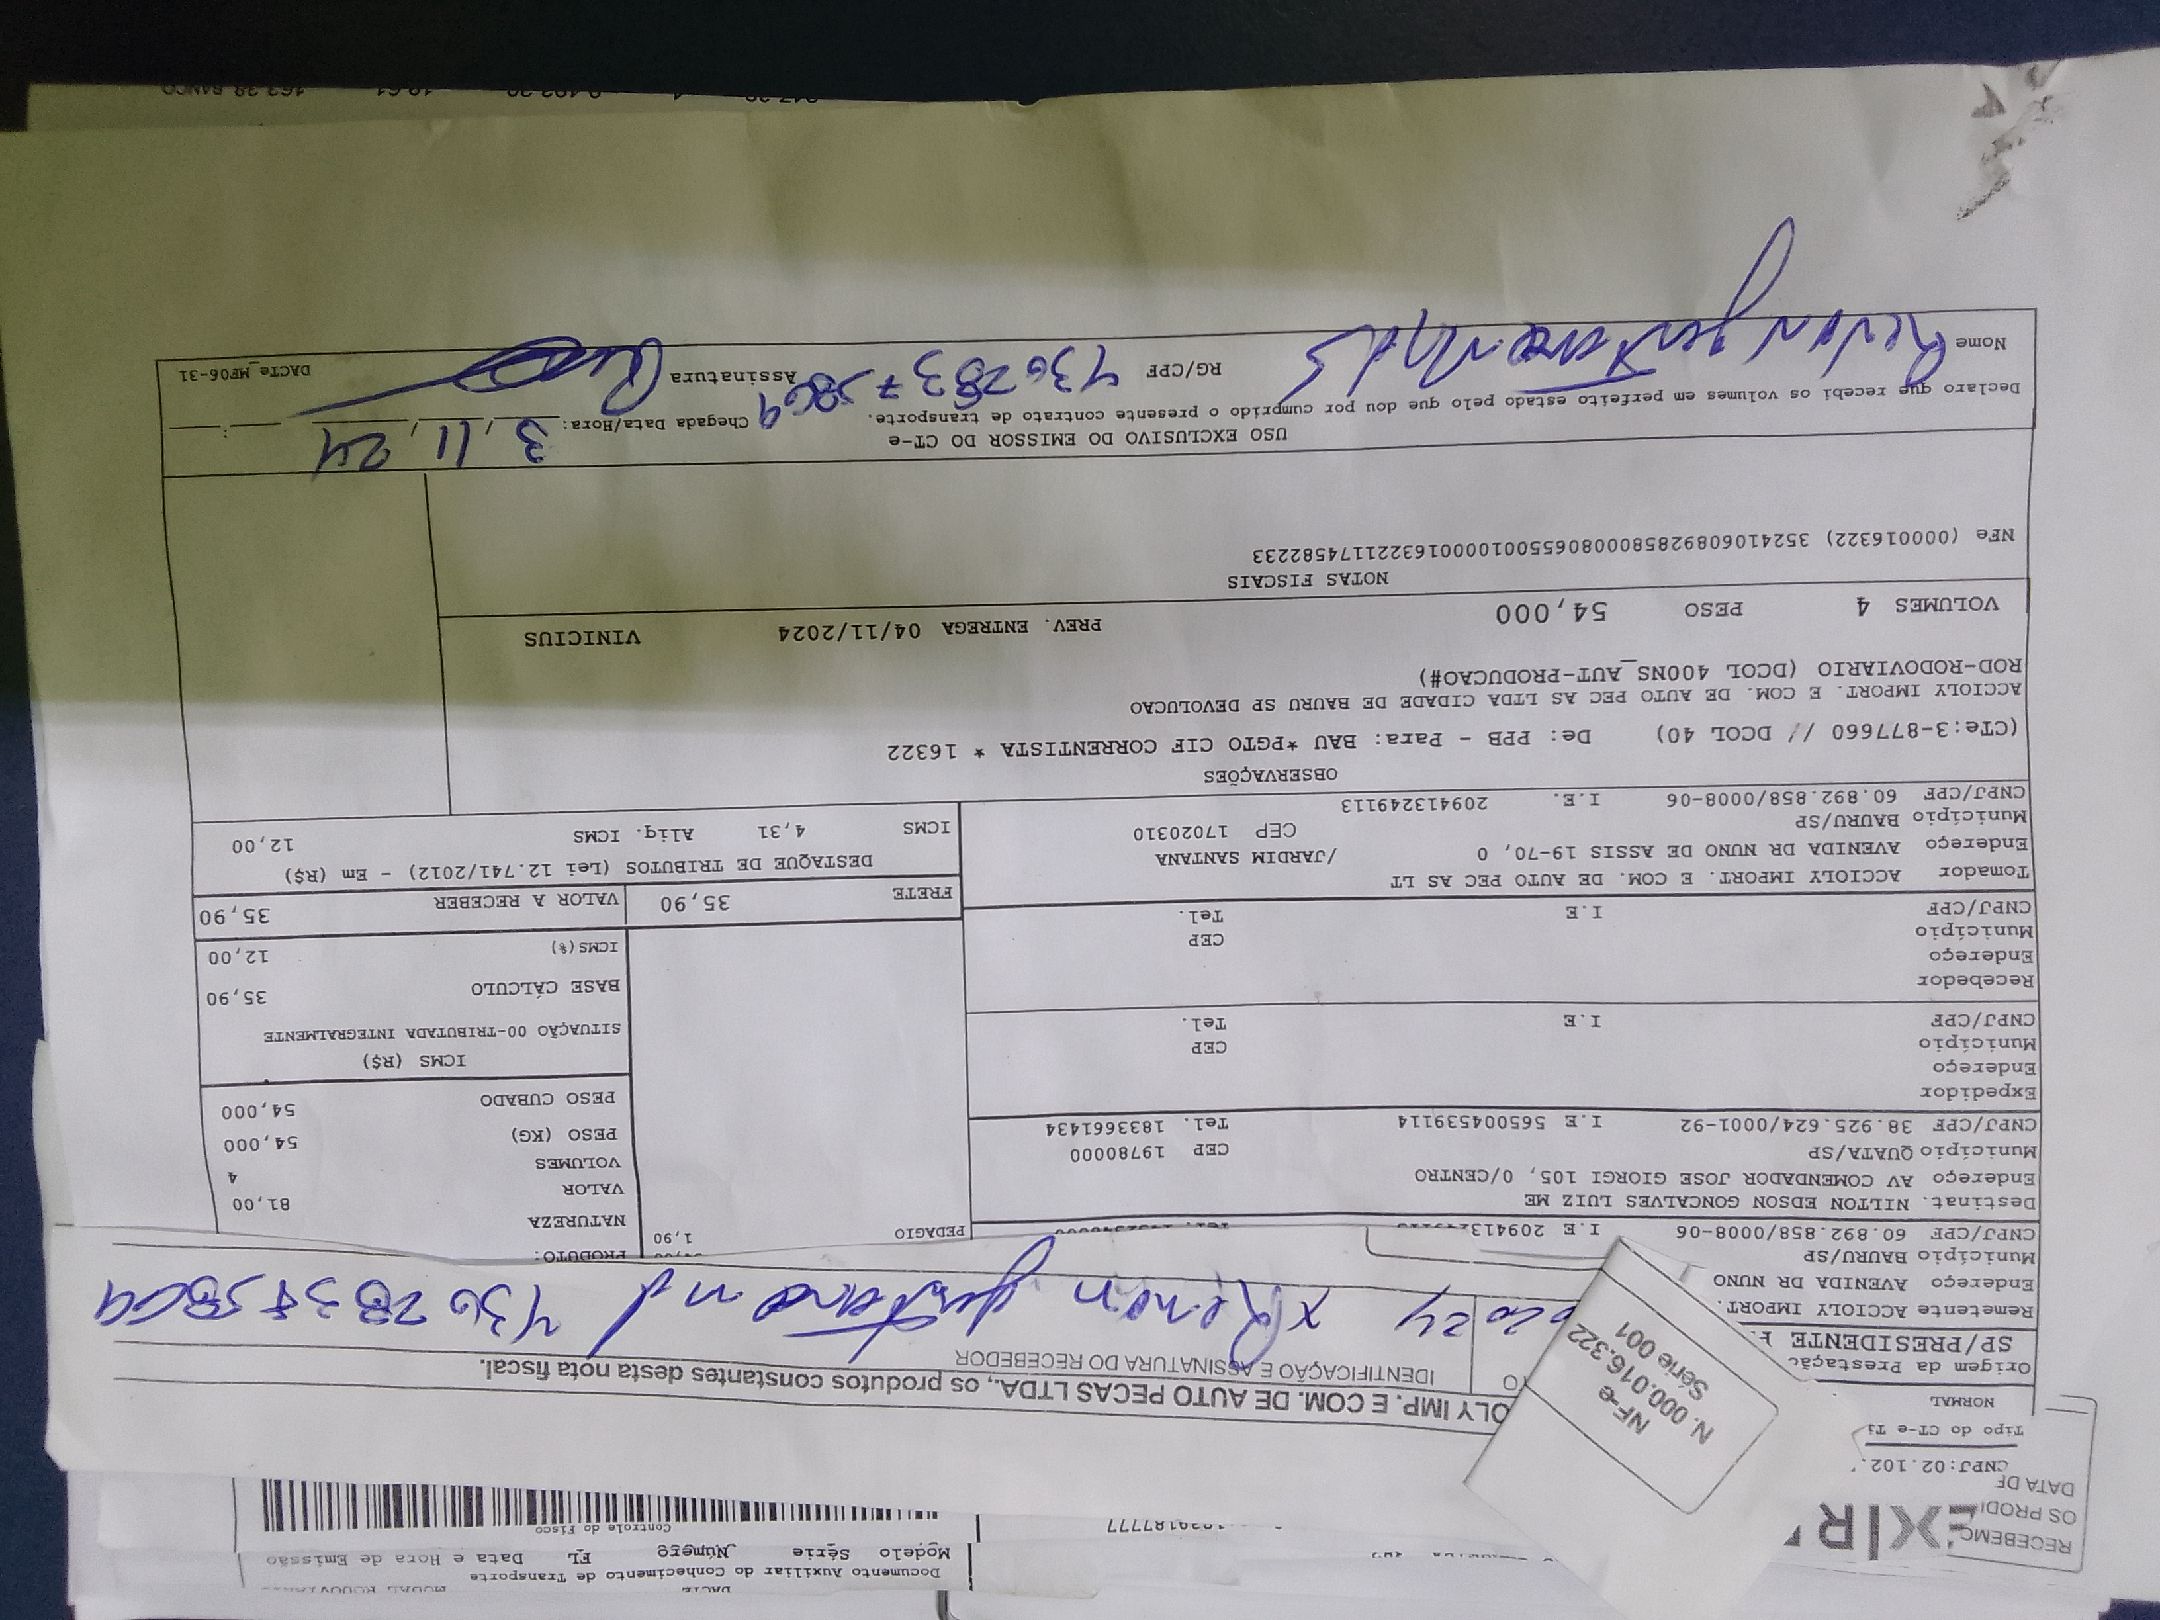 DACTE
Documento Auxiliar do Conhecimento de Transporte
Modelo Série Número FL Data e Hora de Emissão
Controle do Fisco
RECEBEMO
OS PRODU
DATA DE
CNPJ:02.102.
Tipo do CT-e
NORMAL
OLY IMP. E COM. DE AUTO PECAS LTDA., os produtos constantes desta nota fiscal.
IDENTIFICAÇÃO E ASSINATURA DO RECEBEDOR
NF-e
N. 000.016.322
Série 001
Origem da Prestaçã
SP/PRESIDENTE
Remetente ACCIOLY IMPORT.
Endereço AVENIDA DR NUNO
Município BAURU/SP
CNPJ/CPF 60.892.858/0008-06 I.E 209413249113
Destinat. NILTON EDSON GONCALVES LUIZ ME
Endereço AV COMENDADOR JOSE GIORGI 105, 0/CENTRO
Município QUATA/SP CEP 19780000
CNPJ/CPF 38.925.624/0001-92 I.E 565004539114 Tel. 1833661434
Expedidor
Endereço
Município CEP
CNPJ/CPF I.E Tel.
Recebedor
Endereço
Município CEP
CNPJ/CPF I.E Tel.
Tomador ACCIOLY IMPORT. E COM. DE AUTO PEC AS LT
Endereço AVENIDA DR NUNO DE ASSIS 19-70, 0 /JARDIM SANTANA
Município BAURU/SP CEP 17020310
CNPJ/CPF 60.892.858/0008-06 I.E. 209413249113
PEDAGIO 1,90
PRODUTO:
NATUREZA
VALOR 81,00
VOLUMES 4
PESO (KG) 54,000
PESO CUBADO 54,000
ICMS (R$)
SITUAÇÃO 00-TRIBUTADA INTEGRALMENTE
BASE CÁLCULO 35,90
ICMS(%) 12,00
FRETE 35,90 VALOR A RECEBER 35,90
DESTAQUE DE TRIBUTOS (Lei 12.741/2012) - Em (R$)
ICMS 4,31 Aliq. ICMS 12,00
OBSERVAÇÕES
(CTe:3-877660 // DCOL 40) De: PPB - Para: BAU *PGTO CIF CORRENTISTA * 16322
ACCIOLY IMPORT. E COM. DE AUTO PEC AS LTDA CIDADE DE BAURU SP DEVOLUCAO
ROD-RODOVIARIO (DCOL 400NS_AUT-PRODUCAO#)
VOLUMES 4 PESO 54,000 PREV. ENTREGA 04/11/2024 VINICIUS
NOTAS FISCAIS
NFe (000016322) 35241060892858000806550010000163221174582233
USO EXCLUSIVO DO EMISSOR DO CT-e
Declaro que recebi os volumes em perfeito estado pelo que dou por cumprido o presente contrato de transporte. Chegada Data/Hora: 3/11/24
Nome RG/CPF Assinatura DACTe_MF06-31